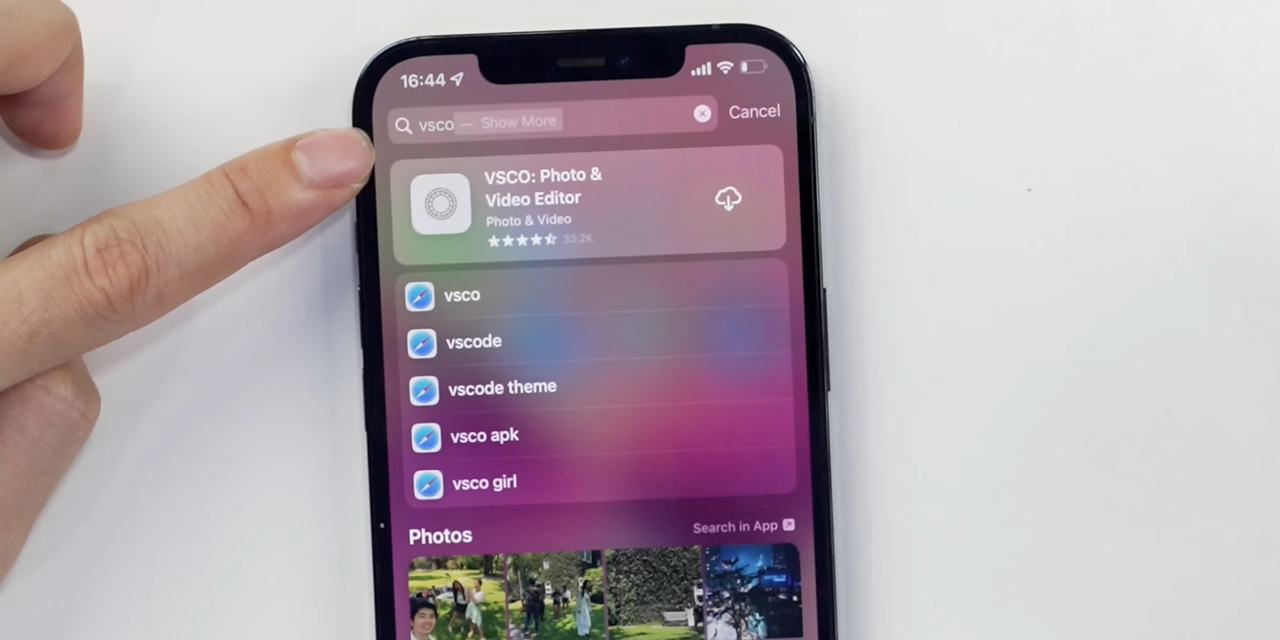 16:44
vsco — Show More
Cancel
VSCO: Photo &
Video Editor
Photo & Video
33.2K
vsco
vscode
vscode theme
vsco apk
vsco girl
Photos
Search in App